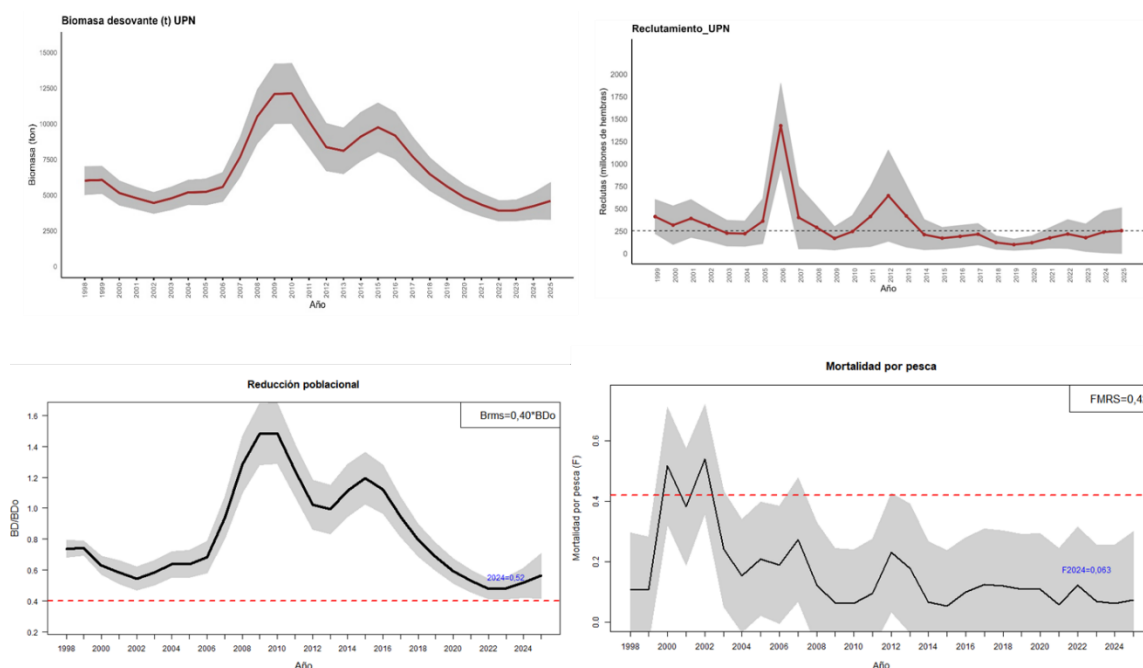 Biomasa desovante (t) UPN
Biomasa (ton)
15000
12500
10000
7500
5000
2500
0
1998 1999 2000 2001 2002 2003 2004 2005 2006 2007 2008 2009 2010 2011 2012 2013 2014 2015 2016 2017 2018 2019 2020 2021 2022 2023 2024 2025
Año
Reclutamiento_UPN
Reclutas (millones de hembras)
2000
1750
1500
1250
1000
750
500
250
0
1999 2000 2001 2002 2003 2004 2005 2006 2007 2008 2009 2010 2011 2012 2013 2014 2015 2016 2017 2018 2019 2020 2021 2022 2023 2024 2025
Año
Reducción poblacional
Brms=0,40*BDo
BD/BDo
1.6
1.4
1.2
1.0
0.8
0.6
0.4
0.2
2024=0,52
1998 2000 2002 2004 2006 2008 2010 2012 2014 2016 2018 2020 2022 2024
Año
Mortalidad por pesca
FMRS=0,4
Mortalidad por pesca (F)
0.6
0.4
0.2
0.0
F2024=0,063
1998 2000 2002 2004 2006 2008 2010 2012 2014 2016 2018 2020 2022 2024
Año